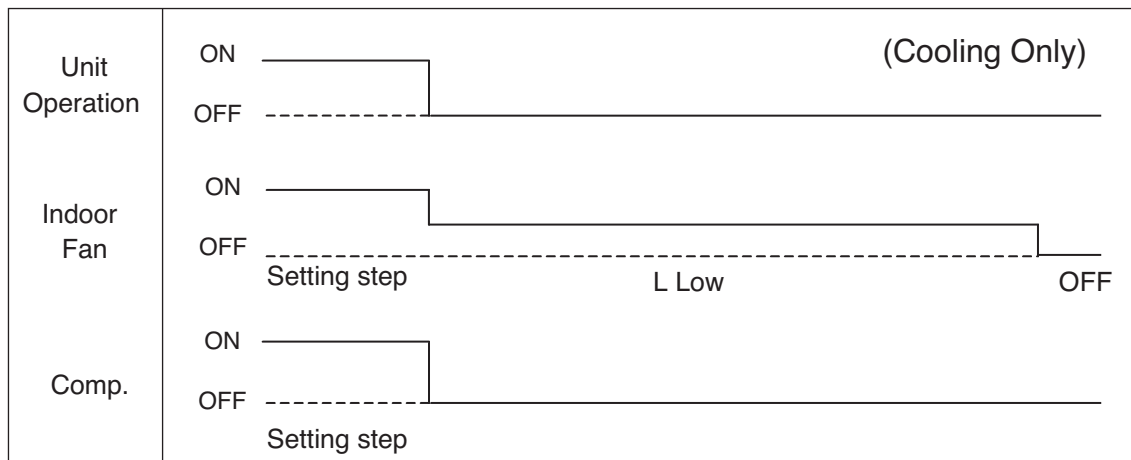 (Cooling Only)
Unit
Operation
ON
OFF
Indoor
Fan
ON
OFF
Setting step
L Low
OFF
Comp.
ON
OFF
Setting step